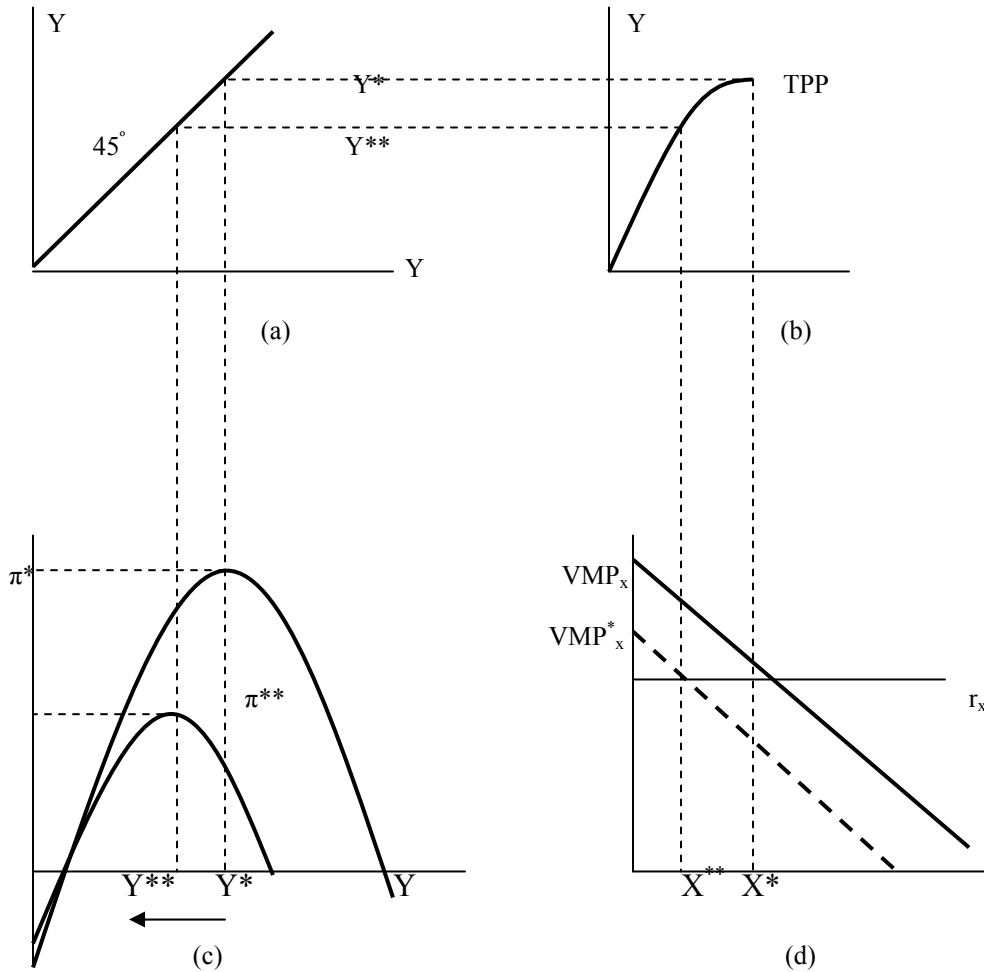 Y
Y
Y*
TPP
45°
Y**
Y
(a)
(b)
π*
VMPₓ
VMP*ₓ
π**
rₓ
Y**
Y*
Y
X**
X*
(c)
(d)